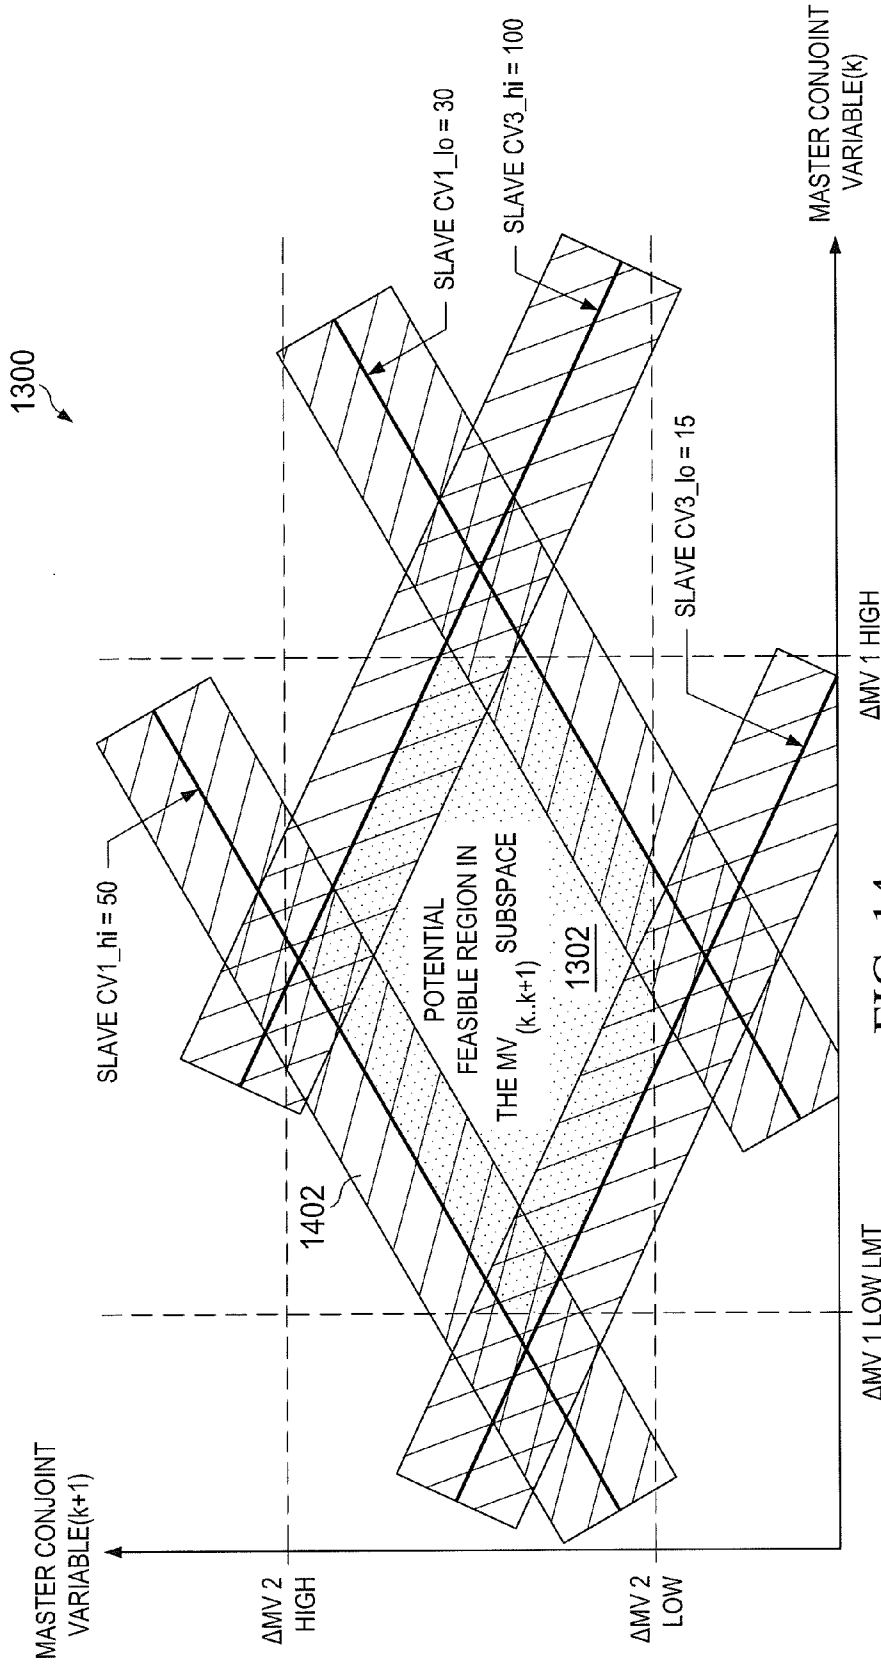 1300
MASTER CONJOINT
VARIABLE(k+1)
ΔMV 2
HIGH
ΔMV 2
LOW
SLAVE CV1_hi = 50
1402
SLAVE CV1_lo = 30
SLAVE CV3_hi = 100
SLAVE CV3_lo = 15
POTENTIAL
FEASIBLE REGION IN
THE MV(k..k+1) SUBSPACE
1302
MASTER CONJOINT
VARIABLE(k)
ΔMV 1 LOW LMT
ΔMV 1 HIGH